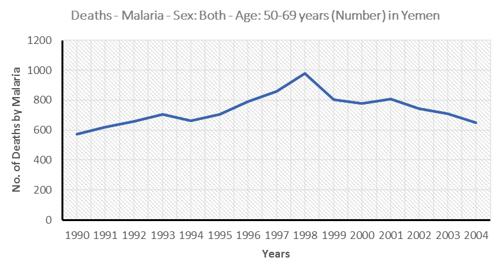 Deaths - Malaria - Sex: Both - Age: 50-69 years (Number) in Yemen
1200
1000
800
600
400
200
0
No. of Deaths by Malaria
1990 1991 1992 1993 1994 1995 1996 1997 1998 1999 2000 2001 2002 2003 2004
Years